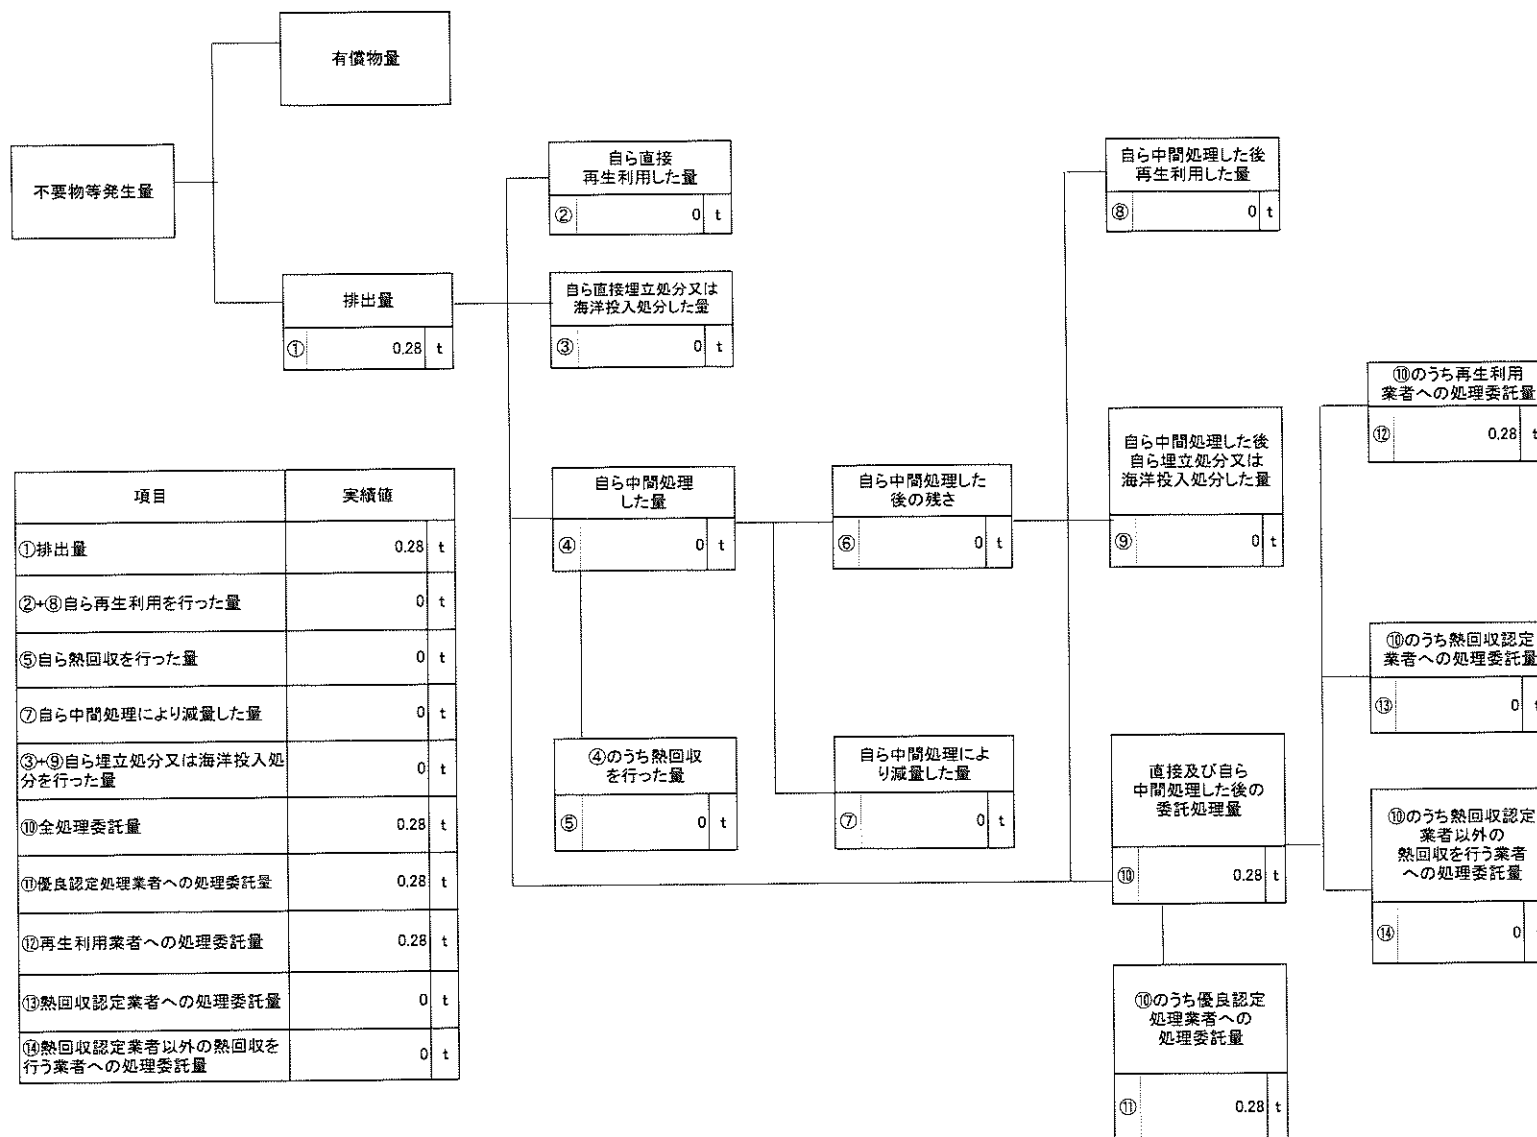 有償物量
不要物等発生量
排出量
① 0.28 t
自ら直接
再生利用した量
② 0 t
自ら直接埋立処分又は
海洋投入処分した量
③ 0 t
自ら中間処理
した量
④ 0 t
④のうち熱回収
を行った量
⑤ 0 t
自ら中間処理した
後の残さ
⑥ 0 t
自ら中間処理によ
り減量した量
⑦ 0 t
自ら中間処理した後
再生利用した量
⑧ 0 t
自ら中間処理した後
自ら埋立処分又は
海洋投入処分した量
⑨ 0 t
直接及び自ら
中間処理した後の
委託処理量
⑩ 0.28 t
⑩のうち優良認定
処理業者への
処理委託量
⑪ 0.28 t
⑩のうち再生利用
業者への処理委託量
⑫ 0.28 t
⑩のうち熱回収認定
業者への処理委託量
⑬ 0 t
⑩のうち熱回収認定
業者以外の
熱回収を行う業者
への処理委託量
⑭ 0
項目 実績値
①排出量 0.28 t
②+⑧自ら再生利用を行った量 0 t
⑤自ら熱回収を行った量 0 t
⑦自ら中間処理により減量した量 0 t
③+⑨自ら埋立処分又は海洋投入処
分を行った量 0 t
⑩全処理委託量 0.28 t
⑪優良認定処理業者への処理委託量 0.28 t
⑫再生利用業者への処理委託量 0.28 t
⑬熱回収認定業者への処理委託量 0 t
⑭熱回収認定業者以外の熱回収を
行う業者への処理委託量 0 t